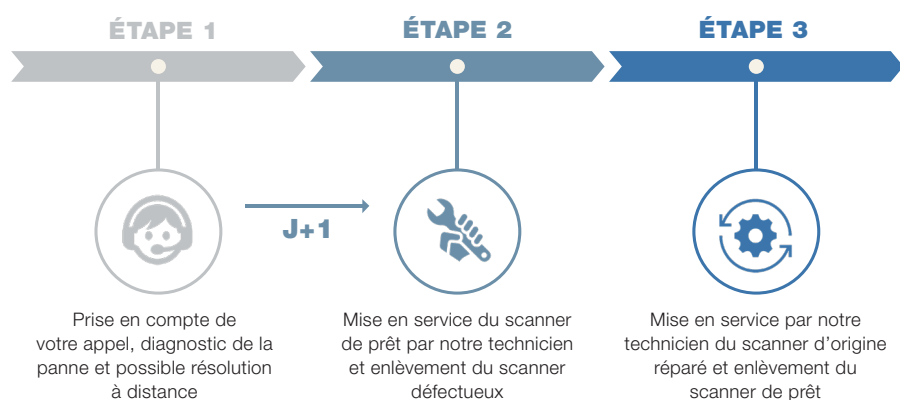 ÉTAPE 1
ÉTAPE 2
ÉTAPE 3
J+1
Prise en compte de
votre appel, diagnostic de la
panne et possible résolution
à distance
Mise en service du scanner
de prêt par notre technicien
et enlèvement du scanner
défectueux
Mise en service par notre
technicien du scanner d’origine
réparé et enlèvement du
scanner de prêt